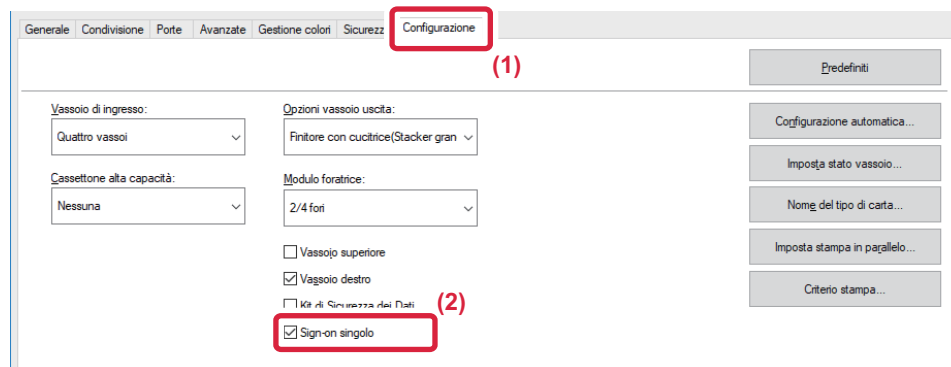 Generale Condivisione Porte Avanzate Gestione colori Sicurezz Configurazione
(1)
Predefiniti
Vassoio di ingresso:
Quattro vassoi
Opzioni vassoio uscita:
Finitore con cucitrice(Stacker gran
Configurazione automatica...
Imposta stato vassoio...
Cassettone alta capacità:
Nessuna
Modulo foratrice:
2/4 fori
Nome del tipo di carta...
Vassoio superiore
Imposta stampa in parallelo...
Vassoio destro
Criterio stampa...
Kit di Sicurezza dei Dati
(2)
Sign-on singolo